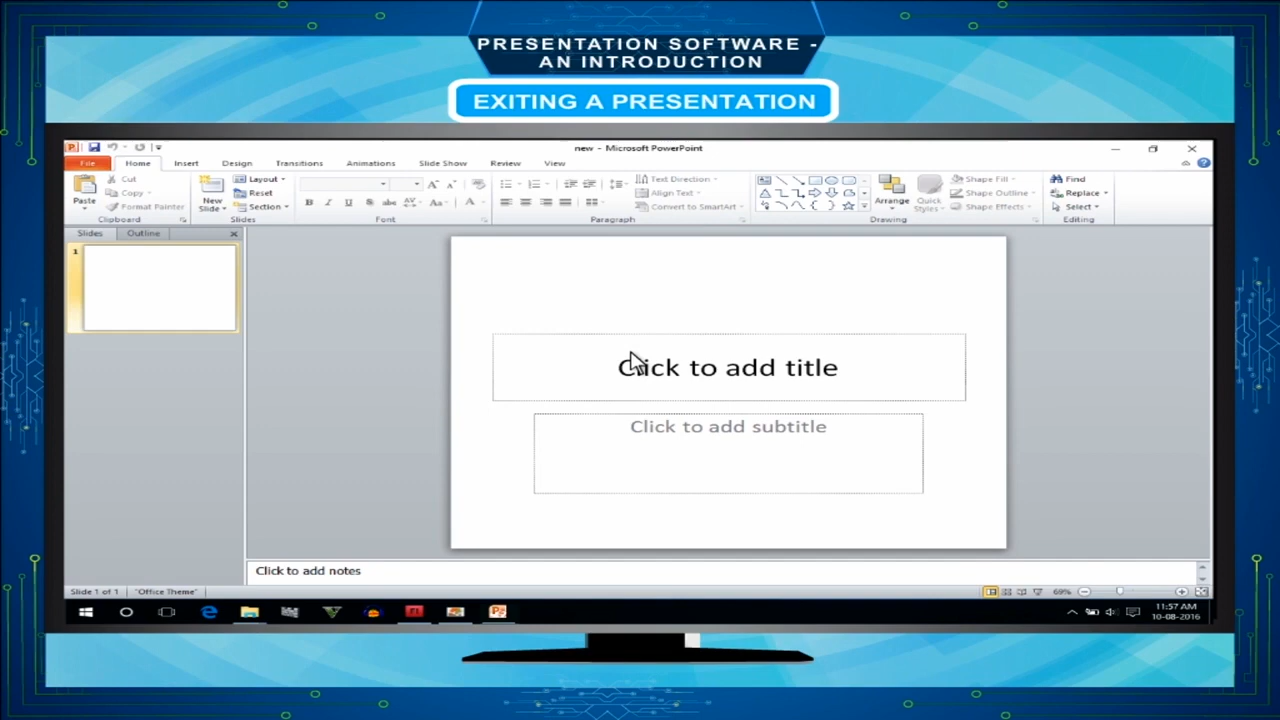 PRESENTATION SOFTWARE -
AN INTRODUCTION
EXITING A PRESENTATION
new - Microsoft PowerPoint
File Home Insert Design Transitions Animations Slide Show Review View
Paste
Cut
Copy
Format Painter
Clipboard
New
Slide
Layout
Reset
Section
Slides
B I U S abc AV Aa A
Font
Text Direction
Align Text
Convert to SmartArt
Paragraph
Arrange
Quick
Styles
Shape Fill
Shape Outline
Shape Effects
Drawing
Find
Replace
Select
Editing
Slides Outline
1
Click to add title
Click to add subtitle
Click to add notes
Slide 1 of 1 "Office Theme" 69%
11:57 AM
10-08-2016